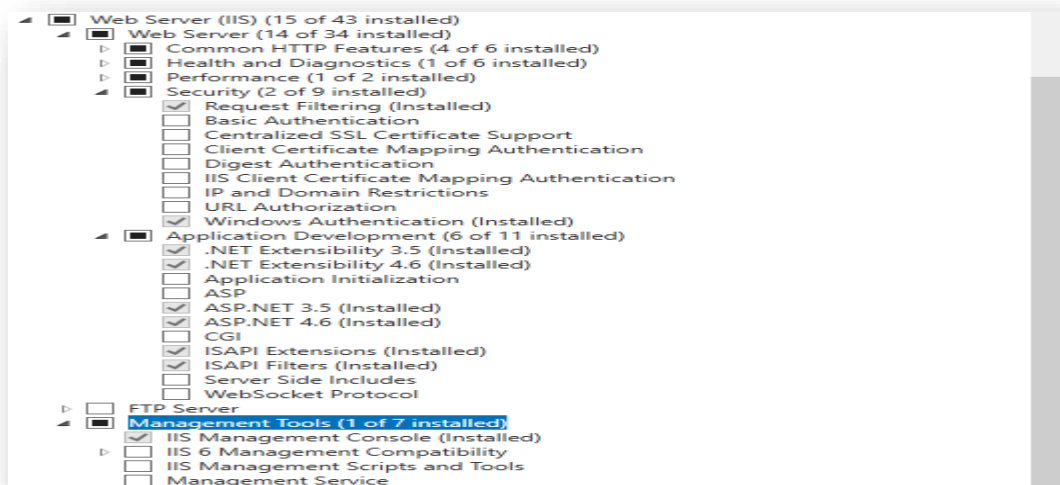 Web Server (IIS) (15 of 43 installed)
Web Server (14 of 34 installed)
Common HTTP Features (4 of 6 installed)
Health and Diagnostics (1 of 6 installed)
Performance (1 of 2 installed)
Security (2 of 9 installed)
Request Filtering (Installed)
Basic Authentication
Centralized SSL Certificate Support
Client Certificate Mapping Authentication
Digest Authentication
IIS Client Certificate Mapping Authentication
IP and Domain Restrictions
URL Authorization
Windows Authentication (Installed)
Application Development (6 of 11 installed)
.NET Extensibility 3.5 (Installed)
.NET Extensibility 4.6 (Installed)
Application Initialization
ASP
ASP.NET 3.5 (Installed)
ASP.NET 4.6 (Installed)
CGI
ISAPI Extensions (Installed)
ISAPI Filters (Installed)
Server Side Includes
WebSocket Protocol
FTP Server
Management Tools (1 of 7 installed)
IIS Management Console (Installed)
IIS 6 Management Compatibility
IIS Management Scripts and Tools
Management Service